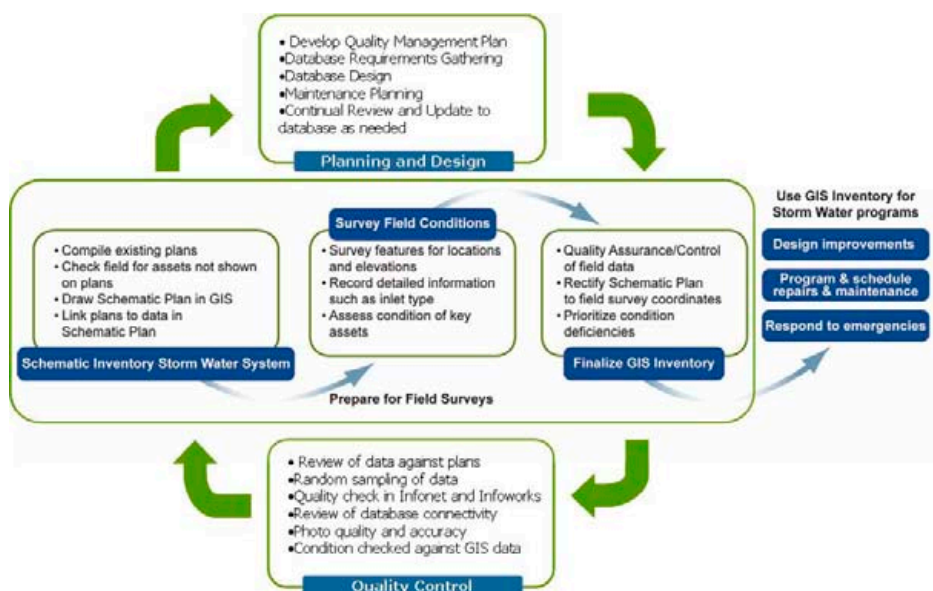 • Develop Quality Management Plan
•Database Requirements Gathering
•Database Design
•Maintenance Planning
•Continual Review and Update to
database as needed
Planning and Design
• Compile existing plans
• Check field for assets not shown
on plans
• Draw Schematic Plan in GIS
• Link plans to data in
Schematic Plan
Schematic Inventory Storm Water System
Survey Field Conditions
• Survey features for locations
and elevations
• Record detailed information
such as inlet type
• Assess condition of key
assets
Prepare for Field Surveys
• Quality Assurance/Control
of field data
• Rectify Schematic Plan
to field survey coordinates
• Prioritize condition
deficiencies
Finalize GIS Inventory
Use GIS Inventory for
Storm Water programs
Design improvements
Program & schedule
repairs & maintenance
Respond to emergencies
• Review of data against plans
•Random sampling of data
•Quality check in Infonet and Infoworks
•Review of database connectivity
•Photo quality and accuracy
•Condition checked against GIS data
Quality Control